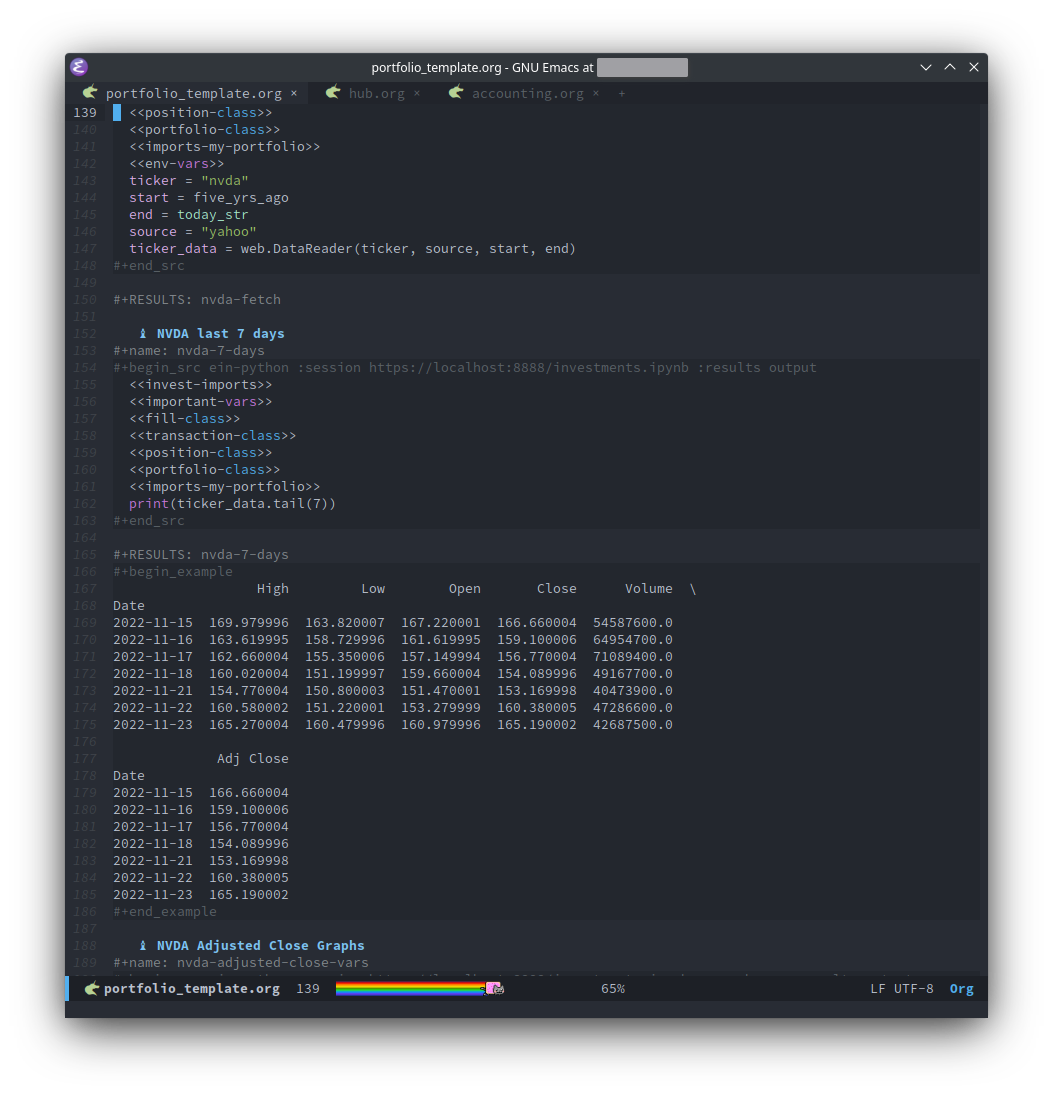 portfolio_template.org - GNU Emacs at
portfolio_template.org × hub.org × accounting.org × +
139 <<position-class>>
140 <<portfolio-class>>
141 <<imports-my-portfolio>>
142 <<env-vars>>
143 ticker = "nvda"
144 start = five_yrs_ago
145 end = today_str
146 source = "yahoo"
147 ticker_data = web.DataReader(ticker, source, start, end)
148 #+end_src
149
150 #+RESULTS: nvda-fetch
151
152 NVDA last 7 days
153 #+name: nvda-7-days
154 #+begin_src ein-python :session https://localhost:8888/investments.ipynb :results output
155 <<invest-imports>>
156 <<important-vars>>
157 <<fill-class>>
158 <<transaction-class>>
159 <<position-class>>
160 <<portfolio-class>>
161 <<imports-my-portfolio>>
162 print(ticker_data.tail(7))
163 #+end_src
164
165 #+RESULTS: nvda-7-days
166 #+begin_example
167 High Low Open Close Volume \
168 Date
169 2022-11-15 169.979996 163.820007 167.220001 166.660004 54587600.0
170 2022-11-16 163.619995 158.729996 161.619995 159.100006 64954700.0
171 2022-11-17 162.660004 155.350006 157.149994 156.770004 71089400.0
172 2022-11-18 160.020004 151.199997 159.660004 154.089996 49167700.0
173 2022-11-21 154.770004 150.800003 151.470001 153.169998 40473900.0
174 2022-11-22 160.580002 151.220001 153.279999 160.380005 47286600.0
175 2022-11-23 165.270004 160.479996 160.979996 165.190002 42687500.0
176
177 Adj Close
178 Date
179 2022-11-15 166.660004
180 2022-11-16 159.100006
181 2022-11-17 156.770004
182 2022-11-18 154.089996
183 2022-11-21 153.169998
184 2022-11-22 160.380005
185 2022-11-23 165.190002
186 #+end_example
187
188 NVDA Adjusted Close Graphs
189 #+name: nvda-adjusted-close-vars
portfolio_template.org 139 65% LF UTF-8 Org